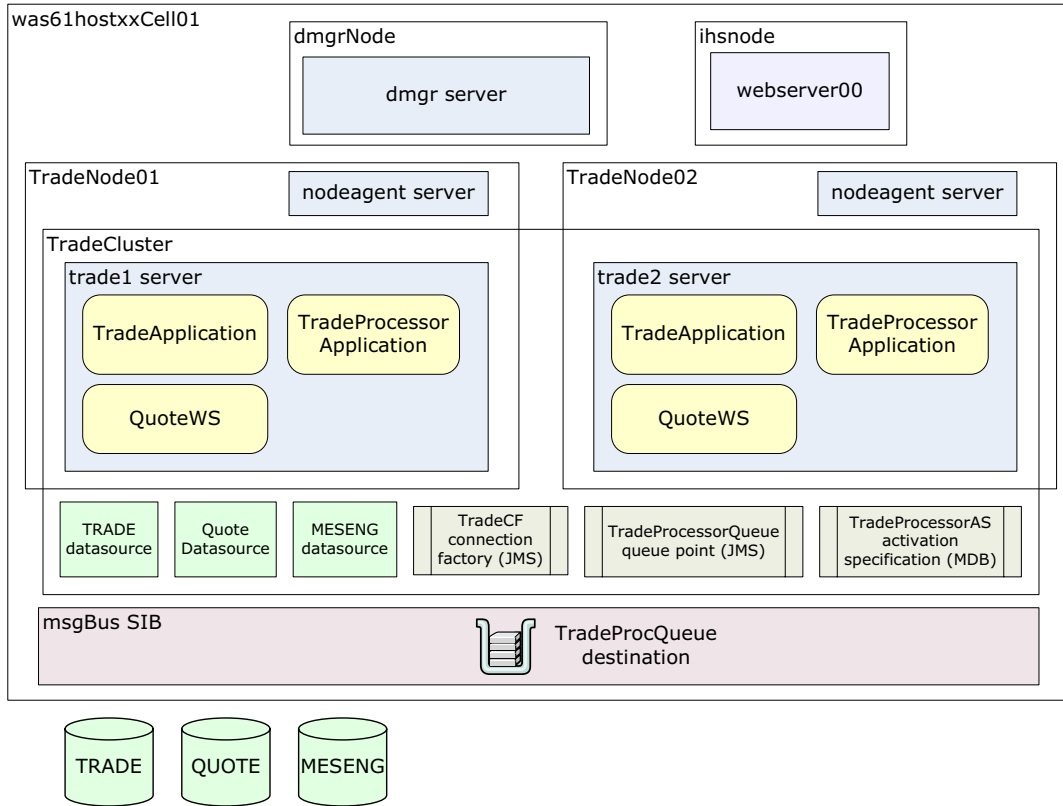 was61hostxxCell01
dmgrNode
dmgr server
ihsnode
webserver00
TradeNode01
nodeagent server
TradeNode02
nodeagent server
TradeCluster
trade1 server
TradeApplication
TradeProcessor
Application
QuoteWS
trade2 server
TradeApplication
TradeProcessor
Application
QuoteWS
TRADE
datasource
Quote
Datasource
MESENG
datasource
TradeCF
connection
factory (JMS)
TradeProcessorQueue
queue point (JMS)
TradeProcessorAS
activation
specification (MDB)
msgBus SIB
TradeProcQueue
destination
TRADE
QUOTE
MESENG